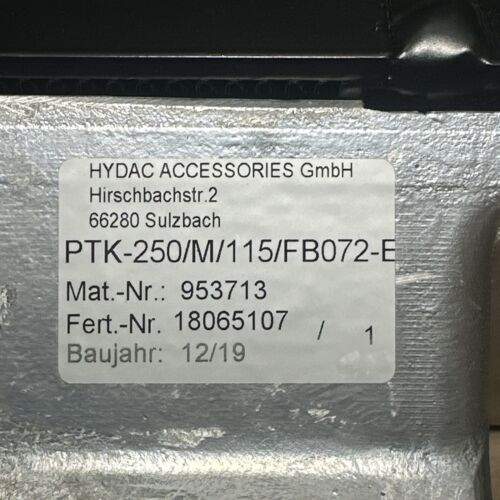 HYDAC ACCESSORIES GmbH
Hirschbachstr.2
66280 Sulzbach
PTK-250/M/115/FB072-E
Mat.-Nr.: 953713
Fert.-Nr. 18065107 / 1
Baujahr: 12/19